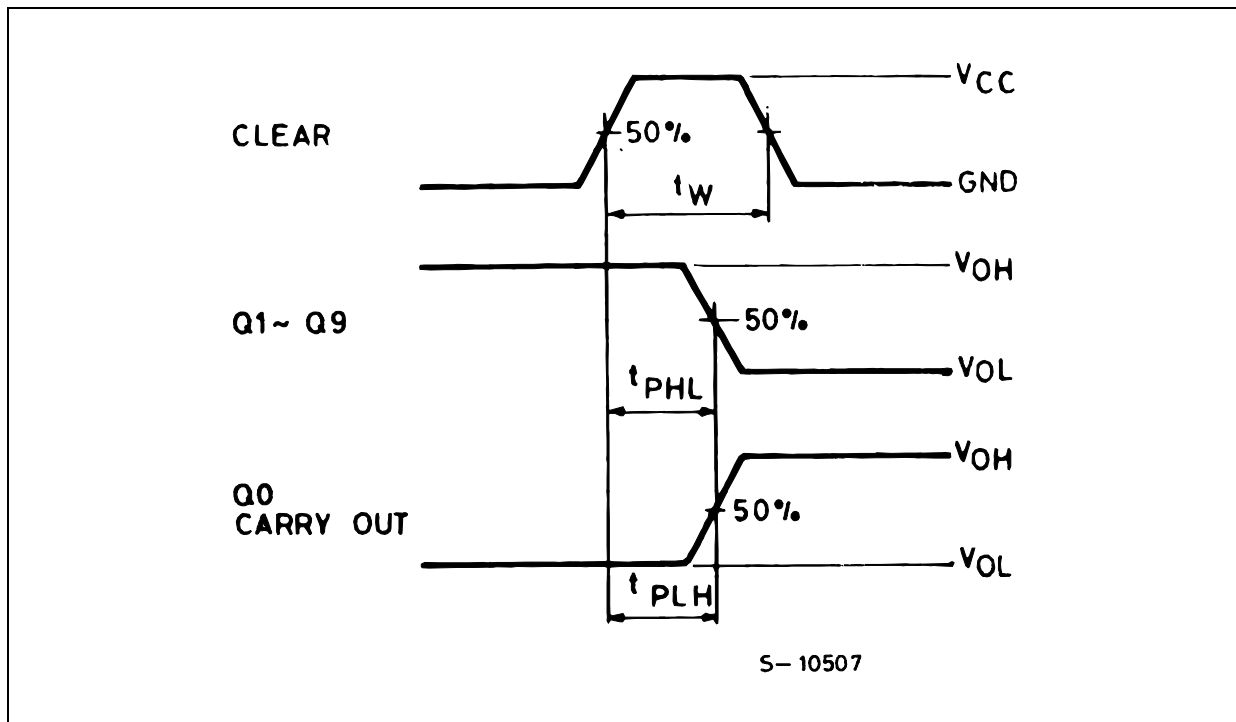 VCC
CLEAR
50%
GND
tW
VOH
Q1~ Q9
50%
VOL
tPHL
VOH
Q0
CARRY OUT
50%
VOL
tPLH
S-10507